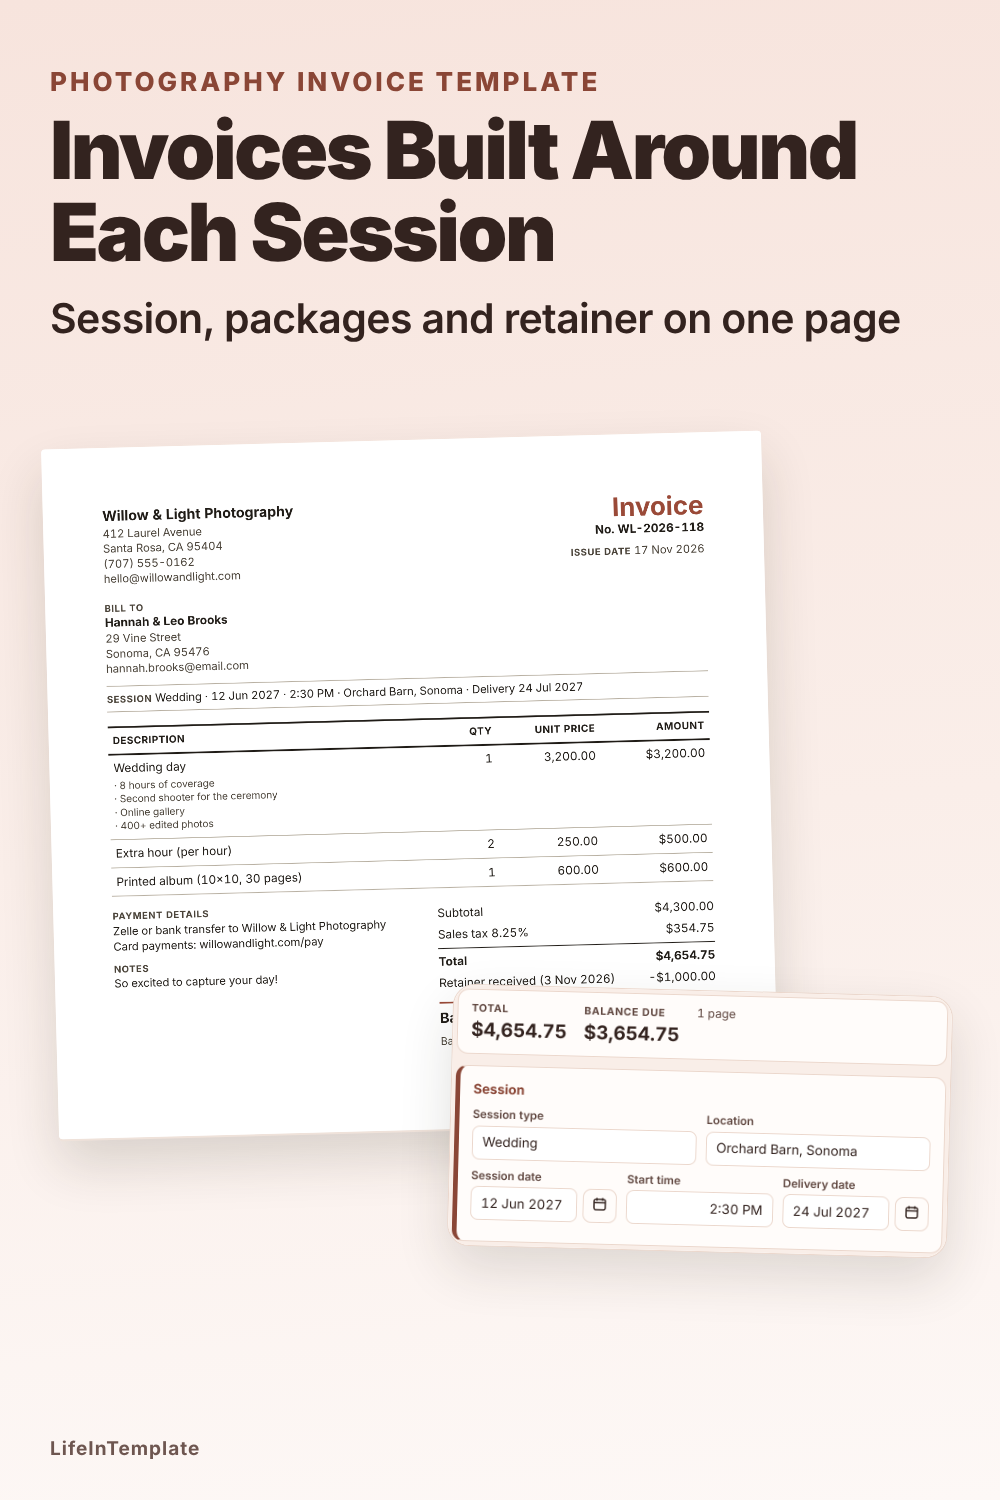 PHOTOGRAPHY INVOICE TEMPLATE
Invoices Built Around
Each Session
Session, packages and retainer on one page
Willow & Light Photography
412 Laurel Avenue
Santa Rosa, CA 95404
(707) 555-0162
hello@willowandlight.com
Invoice
No. WL-2026-118
ISSUE DATE 17 Nov 2026
BILL TO
Hannah & Leo Brooks
29 Vine Street
Sonoma, CA 95476
hannah.brooks@email.com
SESSION Wedding · 12 Jun 2027 · 2:30 PM · Orchard Barn, Sonoma · Delivery 24 Jul 2027
DESCRIPTION QTY UNIT PRICE AMOUNT
Wedding day 1 3,200.00 $3,200.00
· 8 hours of coverage
· Second shooter for the ceremony
· Online gallery
· 400+ edited photos
Extra hour (per hour) 2 250.00 $500.00
Printed album (10×10, 30 pages) 1 600.00 $600.00
PAYMENT DETAILS
Zelle or bank transfer to Willow & Light Photography
Card payments: willowandlight.com/pay
NOTES
So excited to capture your day!
Subtotal $4,300.00
Sales tax 8.25% $354.75
Total $4,654.75
Retainer received (3 Nov 2026) -$1,000.00
TOTAL BALANCE DUE 1 page
$4,654.75 $3,654.75
Session
Session type Location
Wedding Orchard Barn, Sonoma
Session date Start time Delivery date
12 Jun 2027 2:30 PM 24 Jul 2027
LifeInTemplate